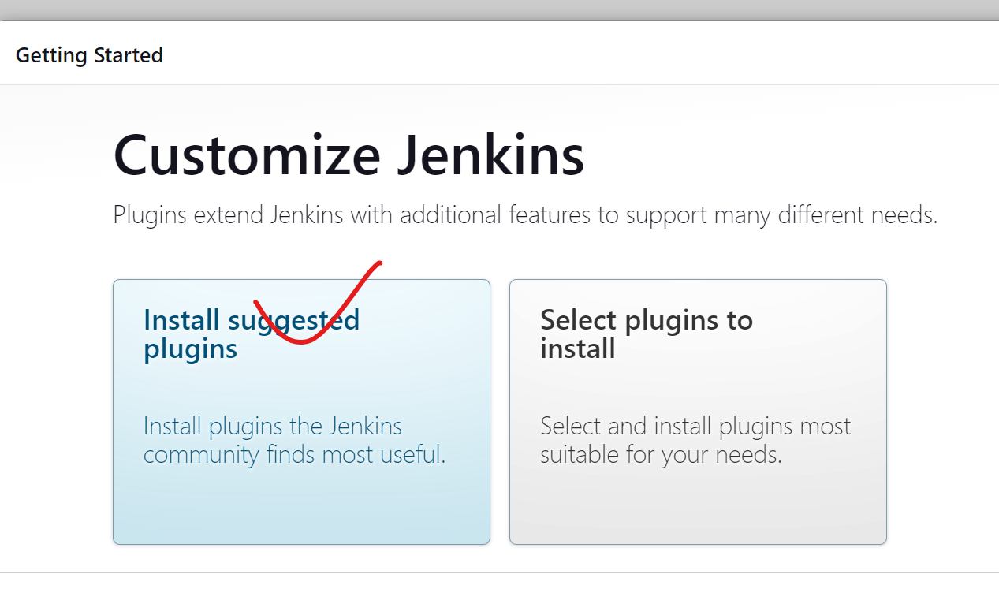 Getting Started
Customize Jenkins
Plugins extend Jenkins with additional features to support many different needs.
Install suggested
plugins
Install plugins the Jenkins
community finds most useful.
Select plugins to
install
Select and install plugins most
suitable for your needs.